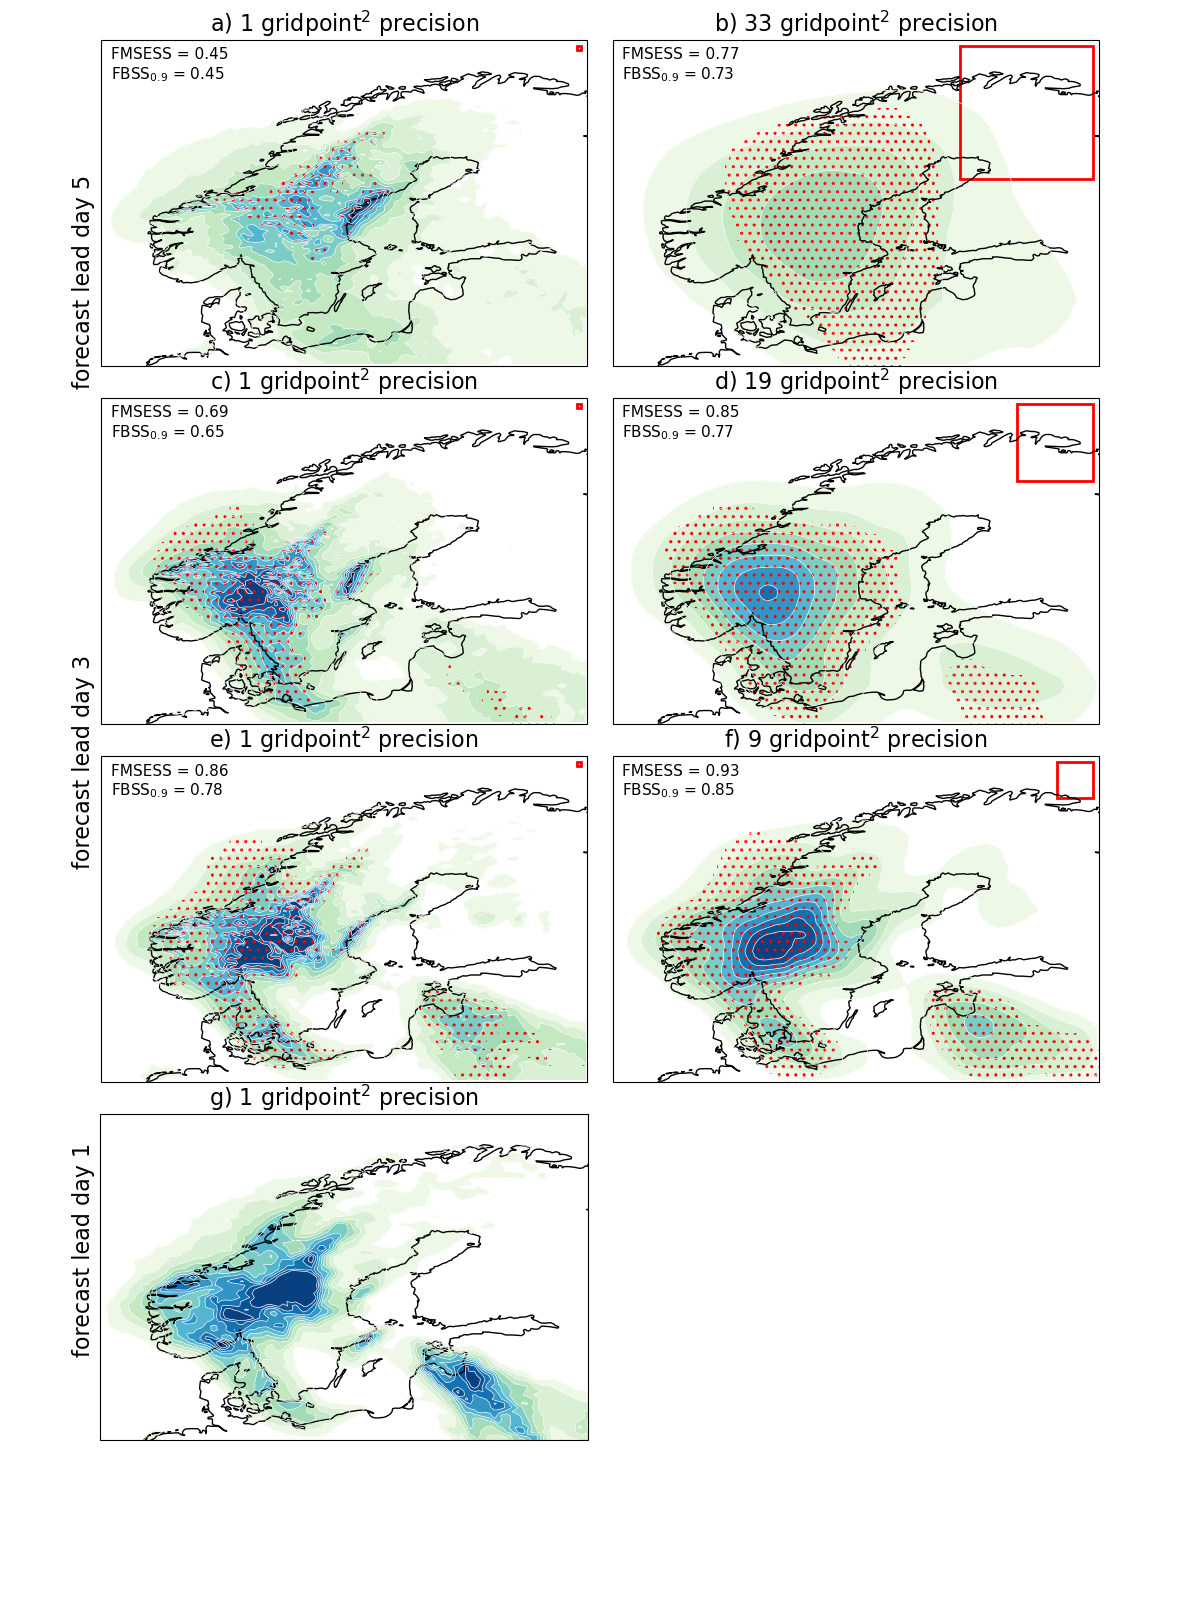 a) 1 gridpoint² precision
FMSESS = 0.45
FBSS₀.₉ = 0.45
b) 33 gridpoint² precision
FMSESS = 0.77
FBSS₀.₉ = 0.73
forecast lead day 5
c) 1 gridpoint² precision
FMSESS = 0.69
FBSS₀.₉ = 0.65
d) 19 gridpoint² precision
FMSESS = 0.85
FBSS₀.₉ = 0.77
forecast lead day 3
e) 1 gridpoint² precision
FMSESS = 0.86
FBSS₀.₉ = 0.78
f) 9 gridpoint² precision
FMSESS = 0.93
FBSS₀.₉ = 0.85
g) 1 gridpoint² precision
forecast lead day 1